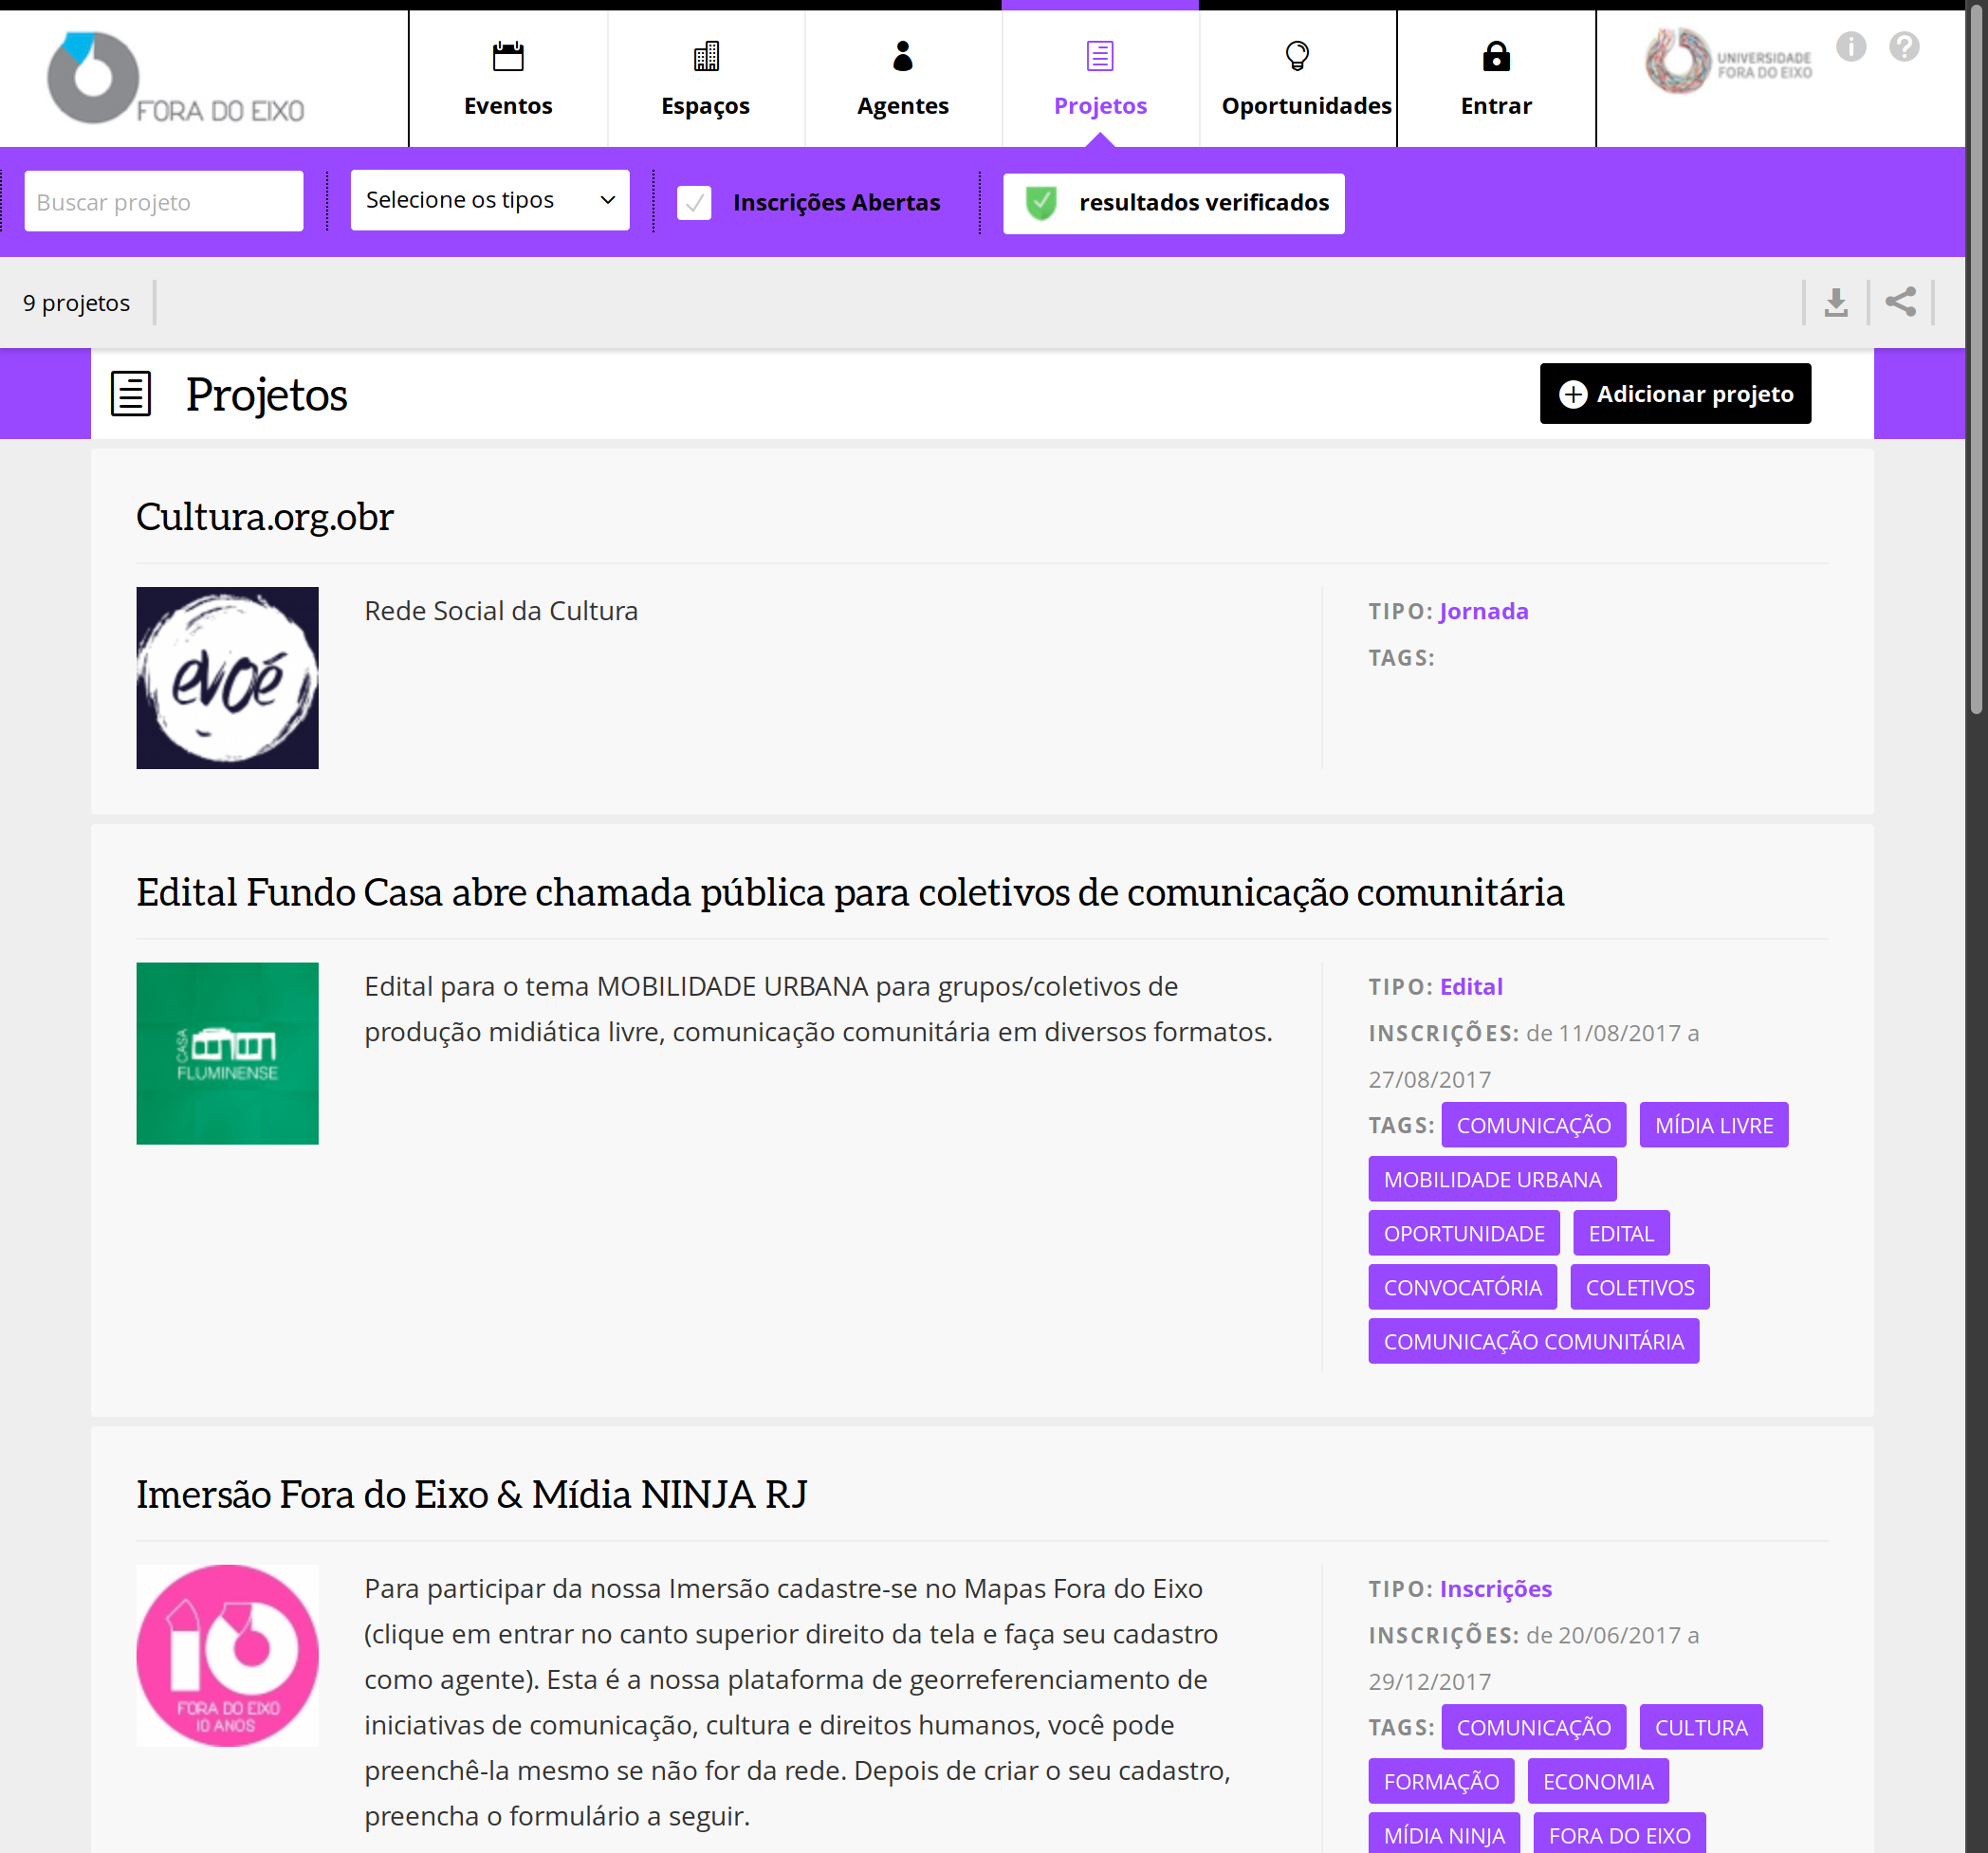 FORA DO EIXO
Eventos
Espaços
Agentes
Projetos
Oportunidades
Entrar
UNIVERSIDADE
FORA DO EIXO
Buscar projeto
Selecione os tipos
Inscrições Abertas
resultados verificados
9 projetos
Projetos
Adicionar projeto
Cultura.org.obr
evoé
Rede Social da Cultura
TIPO: Jornada
TAGS:
Edital Fundo Casa abre chamada pública para coletivos de comunicação comunitária
CASA
FLUMINENSE
Edital para o tema MOBILIDADE URBANA para grupos/coletivos de
produção midiática livre, comunicação comunitária em diversos formatos.
TIPO: Edital
INSCRIÇÕES: de 11/08/2017 a
27/08/2017
TAGS: COMUNICAÇÃO MÍDIA LIVRE
MOBILIDADE URBANA
OPORTUNIDADE EDITAL
CONVOCATÓRIA COLETIVOS
COMUNICAÇÃO COMUNITÁRIA
Imersão Fora do Eixo & Mídia NINJA RJ
10
FORA DO EIXO
10 ANOS
Para participar da nossa Imersão cadastre-se no Mapas Fora do Eixo
(clique em entrar no canto superior direito da tela e faça seu cadastro
como agente). Esta é a nossa plataforma de georreferenciamento de
iniciativas de comunicação, cultura e direitos humanos, você pode
preenchê-la mesmo se não for da rede. Depois de criar o seu cadastro,
preencha o formulário a seguir.
TIPO: Inscrições
INSCRIÇÕES: de 20/06/2017 a
29/12/2017
TAGS: COMUNICAÇÃO CULTURA
FORMAÇÃO ECONOMIA
MÍDIA NINJA FORA DO EIXO